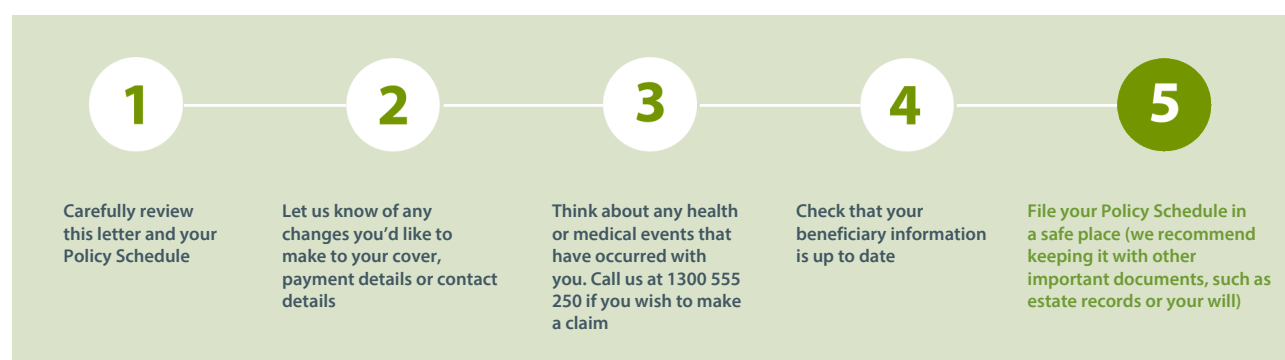 1
2
3
4
5
Carefully review
this letter and your
Policy Schedule
Let us know of any
changes you'd like to
make to your cover,
payment details or contact
details
Think about any health
or medical events that
have occurred with
you. Call us at 1300 555
250 if you wish to make
a claim
Check that your
beneficiary information
is up to date
File your Policy Schedule in
a safe place (we recommend
keeping it with other
important documents, such as
estate records or your will)